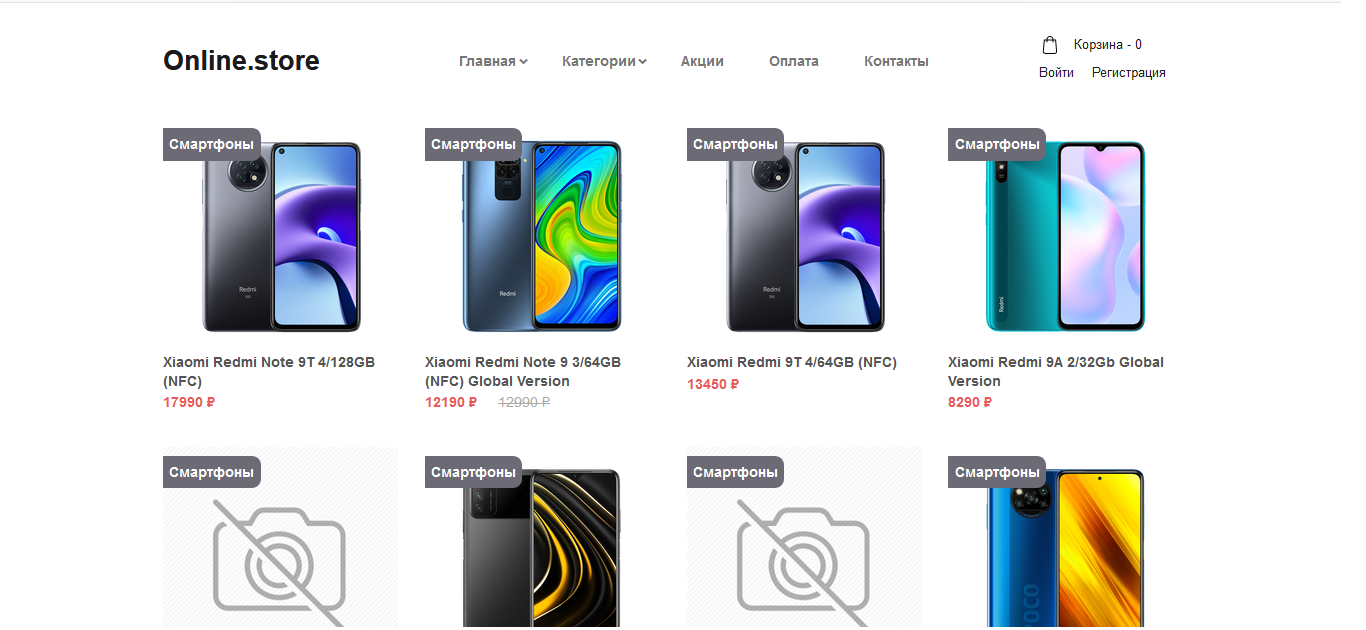 Online.store
Главная
Категории
Акции
Оплата
Контакты
Корзина - 0
Войти
Регистрация
Смартфоны
Смартфоны
Смартфоны
Смартфоны
Redmi
Redmi
Redmi
Redmi
Xiaomi Redmi Note 9T 4/128GB
(NFC)
17990 ₽
Xiaomi Redmi Note 9 3/64GB
(NFC) Global Version
12190 ₽ 12990 ₽
Xiaomi Redmi 9T 4/64GB (NFC)
13450 ₽
Xiaomi Redmi 9A 2/32Gb Global
Version
8290 ₽
Смартфоны
Смартфоны
Смартфоны
Смартфоны
POCO